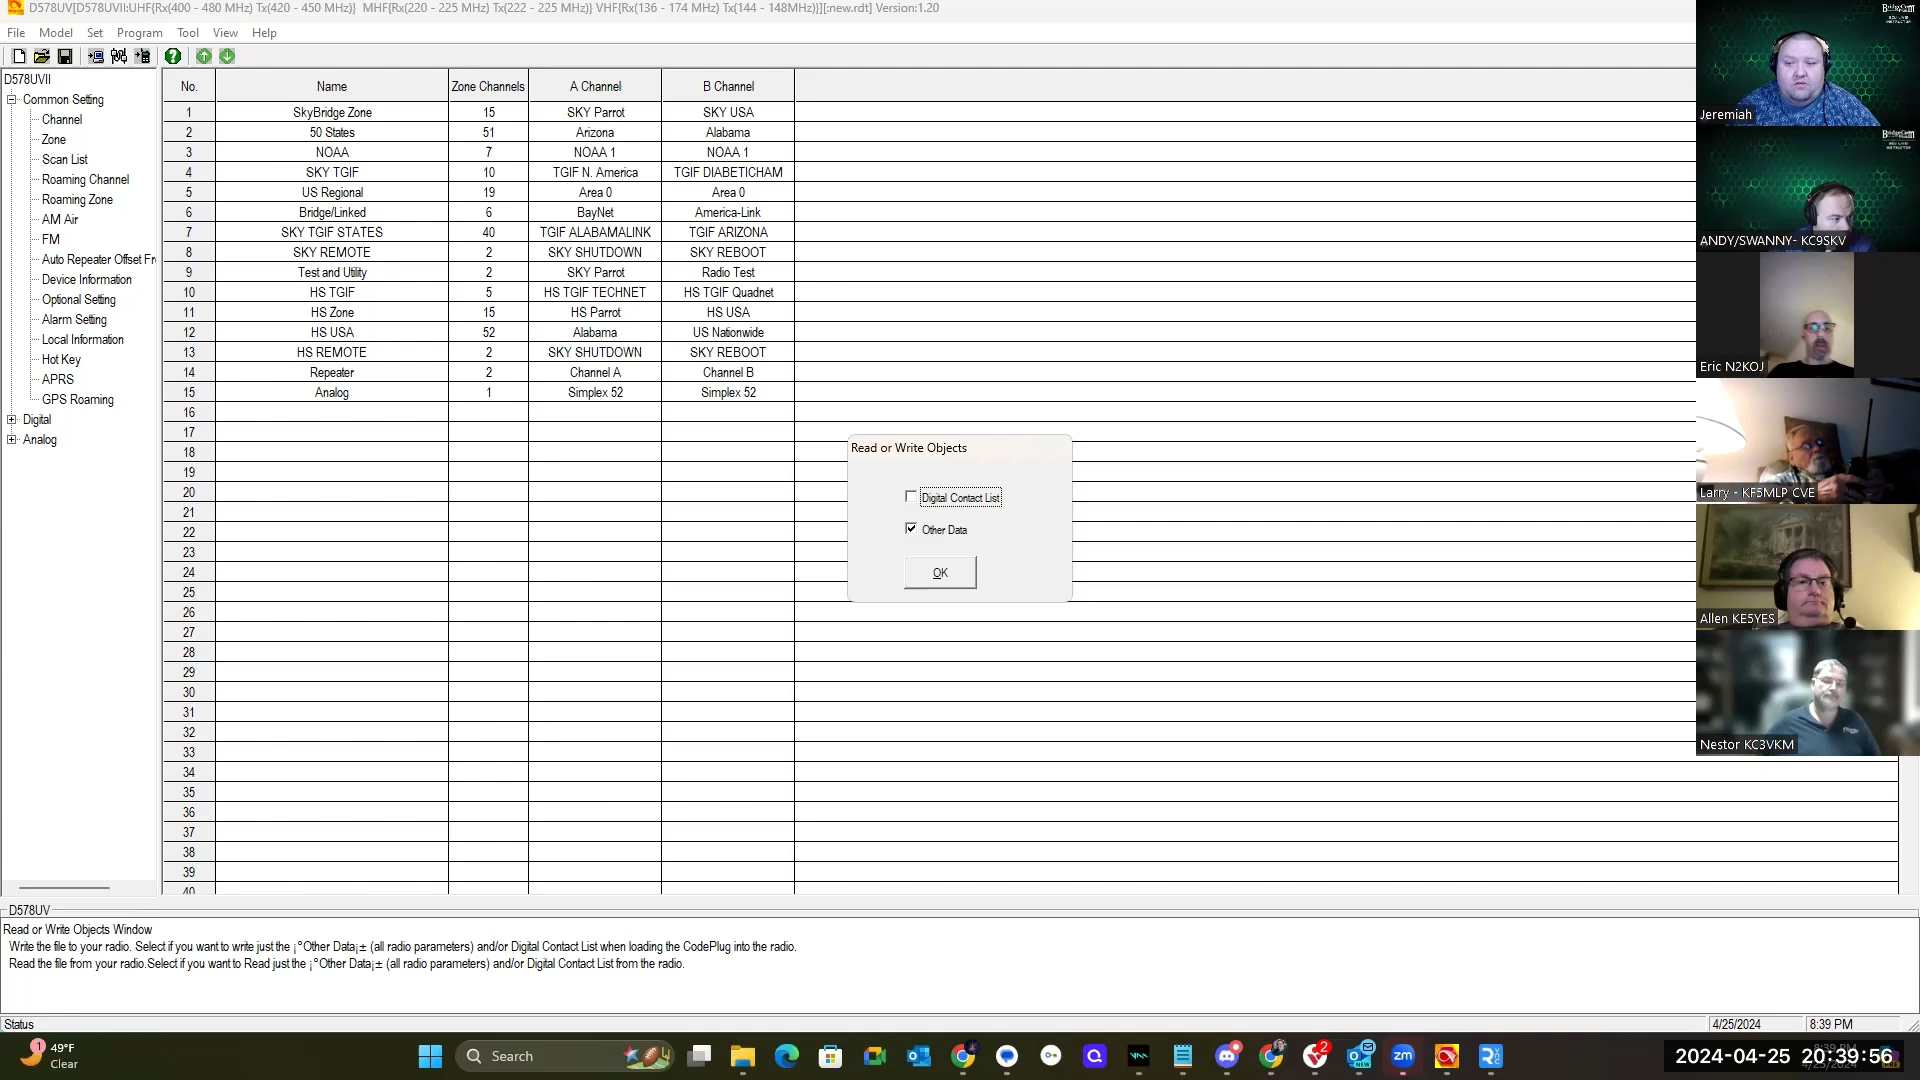 D578UV[D578UVII:UHF{Rx(400 - 480 MHz) Tx(420 - 450 MHz)} MHF{Rx(220 - 225 MHz) Tx(222 - 225 MHz)} VHF{Rx(136 - 174 MHz) Tx(144 - 148MHz)}][:new.rdt] Version:1.20
File Model Set Program Tool View Help
D578UVII
Common Setting
Channel
Zone
Scan List
Roaming Channel
Roaming Zone
AM Air
FM
Auto Repeater Offset Fr
Device Information
Optional Setting
Alarm Setting
Local Information
Hot Key
APRS
GPS Roaming
Digital
Analog
No. Name Zone Channels A Channel B Channel
1 SkyBridge Zone 15 SKY Parrot SKY USA
2 50 States 51 Arizona Alabama
3 NOAA 7 NOAA 1 NOAA 1
4 SKY TGIF 10 TGIF N. America TGIF DIABETICHAM
5 US Regional 19 Area 0 Area 0
6 Bridge/Linked 6 BayNet America-Link
7 SKY TGIF STATES 40 TGIF ALABAMALINK TGIF ARIZONA
8 SKY REMOTE 2 SKY SHUTDOWN SKY REBOOT
9 Test and Utility 2 SKY Parrot Radio Test
10 HS TGIF 5 HS TGIF TECHNET HS TGIF Quadnet
11 HS Zone 15 HS Parrot HS USA
12 HS USA 52 Alabama US Nationwide
13 HS REMOTE 2 SKY SHUTDOWN SKY REBOOT
14 Repeater 2 Channel A Channel B
15 Analog 1 Simplex 52 Simplex 52
16
17
18
19
20
21
22
23
24
25
26
27
28
29
30
31
32
33
34
35
36
37
38
39
40
Read or Write Objects
Digital Contact List
Other Data
OK
Jeremiah
ANDY/SWANNY- KC9SKV
Eric N2KOJ
Larry - KF5MLP CVE
Allen KE5YES
Nestor KC3VKM
D578UV
Read or Write Objects Window
Write the file to your radio. Select if you want to write just the ¡°Other Data¡± (all radio parameters) and/or Digital Contact List when loading the CodePlug into the radio.
Read the file from your radio.Select if you want to Read just the ¡°Other Data¡± (all radio parameters) and/or Digital Contact List from the radio.
Status 4/25/2024 8:39 PM
1 49°F
Clear
Search
2
NEW
zm
2024-04-25 20:39:56